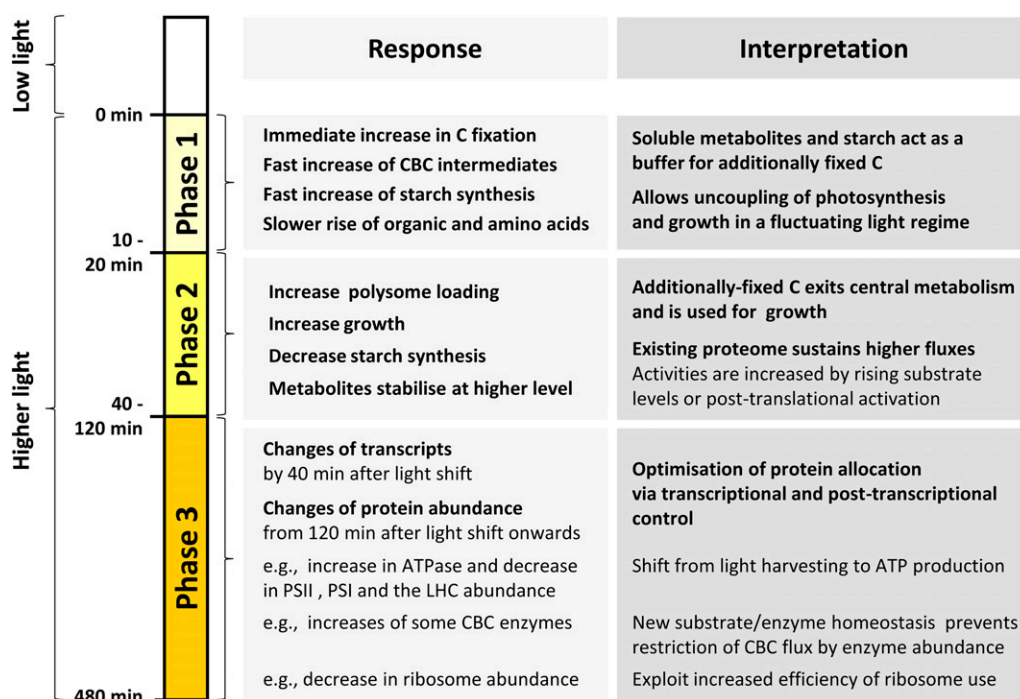 Low light
Response
Interpretation
0 min
Higher light
Phase 1
Immediate increase in C fixation
Fast increase of CBC intermediates
Fast increase of starch synthesis
Slower rise of organic and amino acids
Soluble metabolites and starch act as a
buffer for additionally fixed C
Allows uncoupling of photosynthesis
and growth in a fluctuating light regime
10 -
20 min
Phase 2
Increase polysome loading
Increase growth
Decrease starch synthesis
Metabolites stabilise at higher level
Additionally-fixed C exits central metabolism
and is used for growth
Existing proteome sustains higher fluxes
Activities are increased by rising substrate
levels or post-translational activation
40 -
120 min
Phase 3
Changes of transcripts
by 40 min after light shift
Changes of protein abundance
from 120 min after light shift onwards
e.g., increase in ATPase and decrease
in PSII , PSI and the LHC abundance
e.g., increases of some CBC enzymes
e.g., decrease in ribosome abundance
Optimisation of protein allocation
via transcriptional and post-transcriptional
control
Shift from light harvesting to ATP production
New substrate/enzyme homeostasis prevents
restriction of CBC flux by enzyme abundance
Exploit increased efficiency of ribosome use
480 min